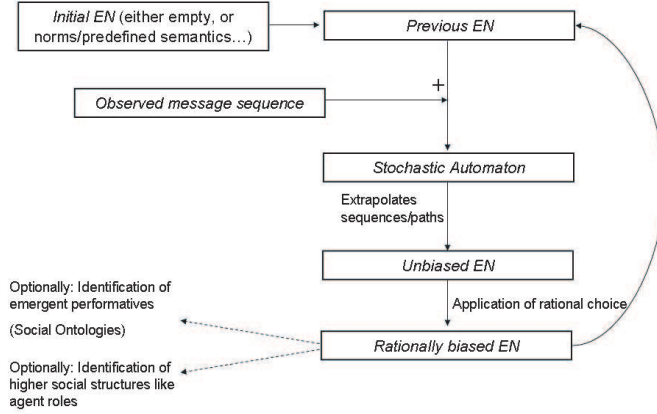 Initial EN (either empty, or
norms/predefined semantics…)
Previous EN
+
Observed message sequence
Stochastic Automaton
Extrapolates
sequences/paths
Unbiased EN
Optionally: Identification of
emergent performatives
(Social Ontologies)
Application of rational choice
Rationally biased EN
Optionally: Identification of
higher social structures like
agent roles